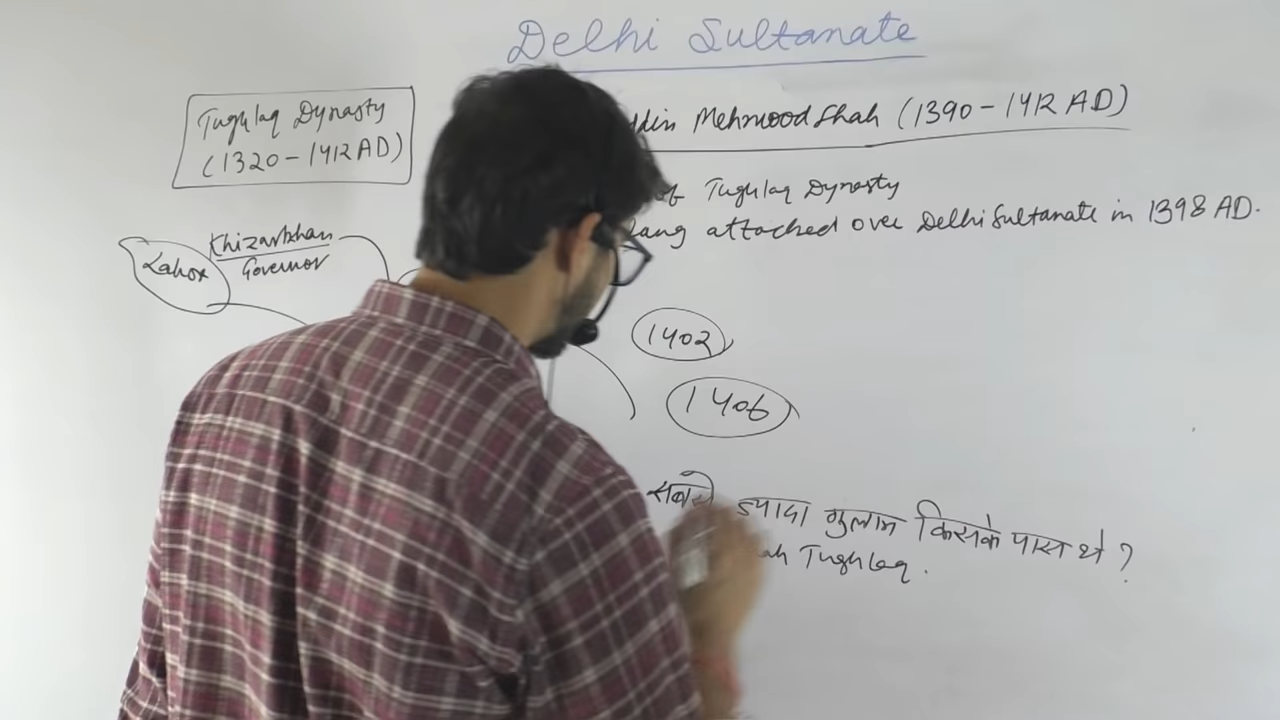 Delhi Sultanate
Tughlaq Dynasty
(1320-1412 AD)
ddin Mehmood Shah (1390-1412 AD)
of Tughlaq Dynasty
lang attacked over Delhi Sultanate in 1398 AD.
Khizarkhan
Governor
Lahor
1402
1406
सबसे ज्यादा गुलाम किसके पास थे ?
ah Tughlaq.